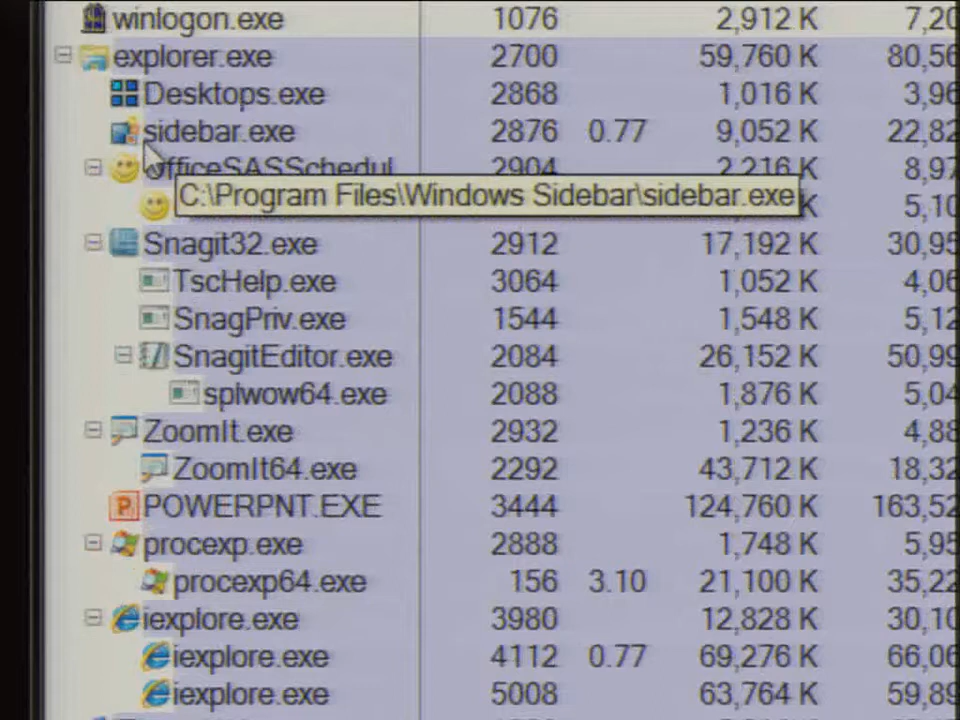 winlogon.exe 1076 2,912 K 7,20
explorer.exe 2700 59,760 K 80,56
Desktops.exe 2868 1,016 K 3,96
sidebar.exe 2876 0.77 9,052 K 22,82
officeSASSchedul 2904 2,216 K 8,97
C:\Program Files\Windows Sidebar\sidebar.exe K 5,10
Snagit32.exe 2912 17,192 K 30,95
TscHelp.exe 3064 1,052 K 4,06
SnagPriv.exe 1544 1,548 K 5,12
SnagitEditor.exe 2084 26,152 K 50,99
splwow64.exe 2088 1,876 K 5,04
ZoomIt.exe 2932 1,236 K 4,88
ZoomIt64.exe 2292 43,712 K 18,32
POWERPNT.EXE 3444 124,760 K 163,52
procexp.exe 2888 1,748 K 5,95
procexp64.exe 156 3.10 21,100 K 35,22
iexplore.exe 3980 12,828 K 30,10
iexplore.exe 4112 0.77 69,276 K 66,06
iexplore.exe 5008 63,764 K 59,89